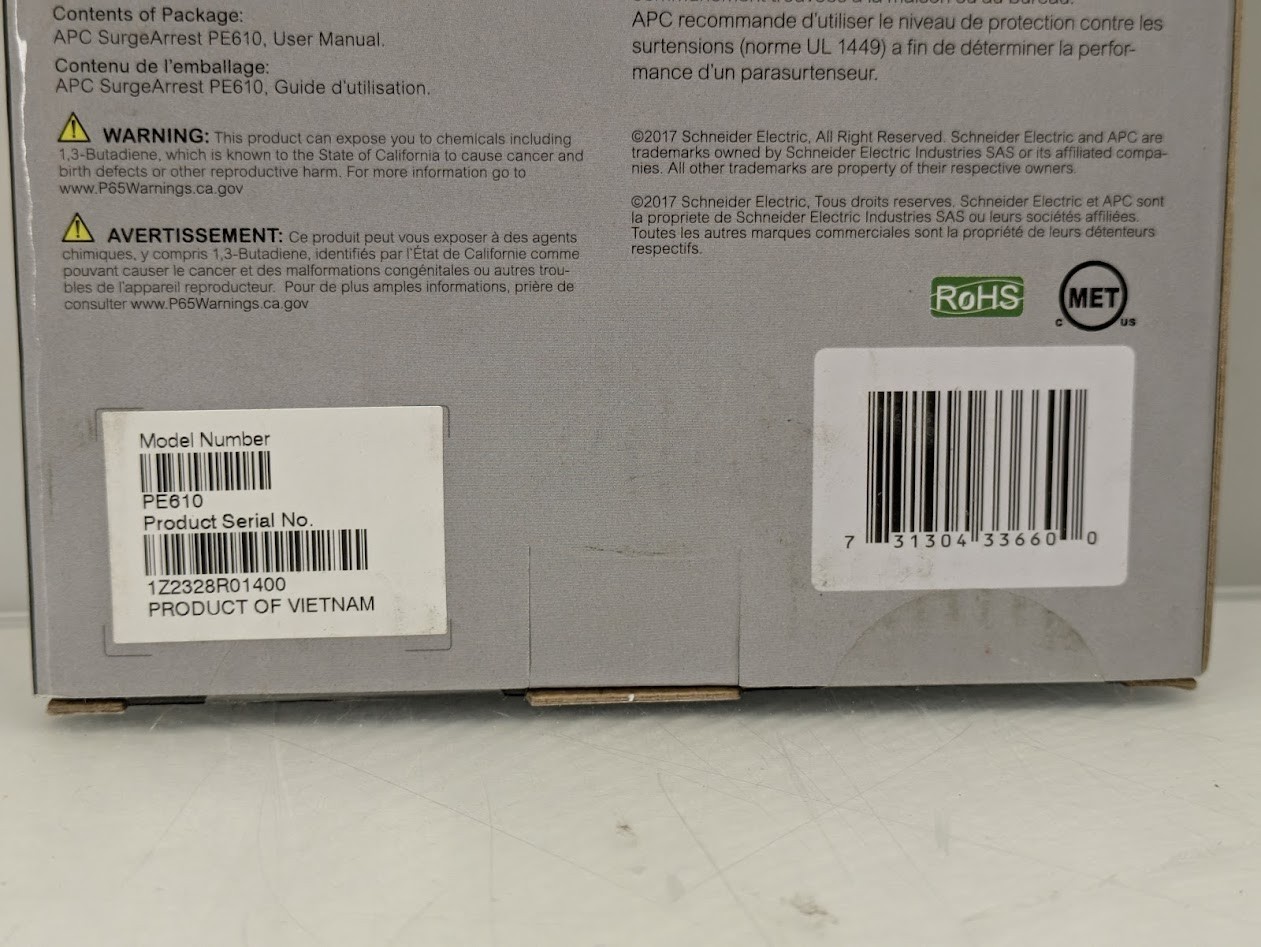 Contents of Package:
APC SurgeArrest PE610, User Manual.
Contenu de l'emballage:
APC SurgeArrest PE610, Guide d'utilisation.
WARNING: This product can expose you to chemicals including
1,3-Butadiene, which is known to the State of California to cause cancer and
birth defects or other reproductive harm. For more information go to
www.P65Warnings.ca.gov
AVERTISSEMENT: Ce produit peut vous exposer à des agents
chimiques, y compris 1,3-Butadiene, identifiés par l'État de Californie comme
pouvant causer le cancer et des malformations congénitales ou autres trou-
bles de l'appareil reproducteur. Pour de plus amples informations, prière de
consulter www.P65Warnings.ca.gov
APC recommande d'utiliser le niveau de protection contre les
surtensions (norme UL 1449) a fin de déterminer la perfor-
mance d'un parasurtenseur.
©2017 Schneider Electric, All Right Reserved. Schneider Electric and APC are
trademarks owned by Schneider Electric Industries SAS or its affiliated compa-
nies. All other trademarks are property of their respective owners.
©2017 Schneider Electric, Tous droits reserves. Schneider Electric et APC sont
la propriete de Schneider Electric Industries SAS ou leurs sociétés affiliées.
Toutes les autres marques commerciales sont la propriété de leurs détenteurs
respectifs.
RoHS
MET
C US
Model Number
PE610
Product Serial No.
1Z2328R01400
PRODUCT OF VIETNAM
7 31304 33660 0